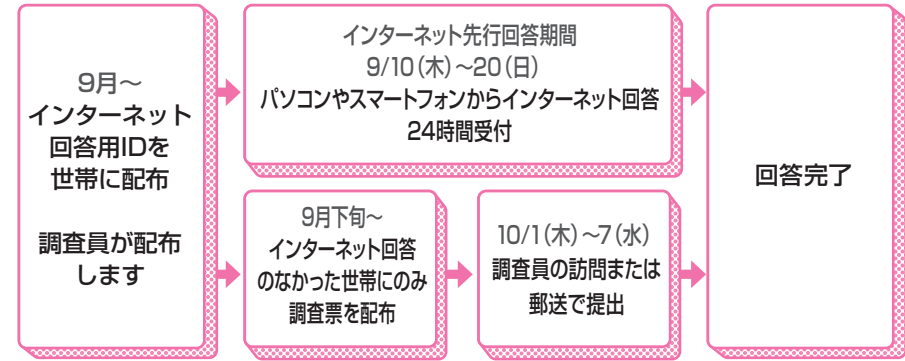 9月～
インターネット
回答用IDを
世帯に配布
調査員が配布
します
インターネット先行回答期間
9/10(木)～20(日)
パソコンやスマートフォンからインターネット回答
24時間受付
9月下旬～
インターネット回答
のなかった世帯にのみ
調査票を配布
10/1(木)～7(水)
調査員の訪問または
郵送で提出
回答完了